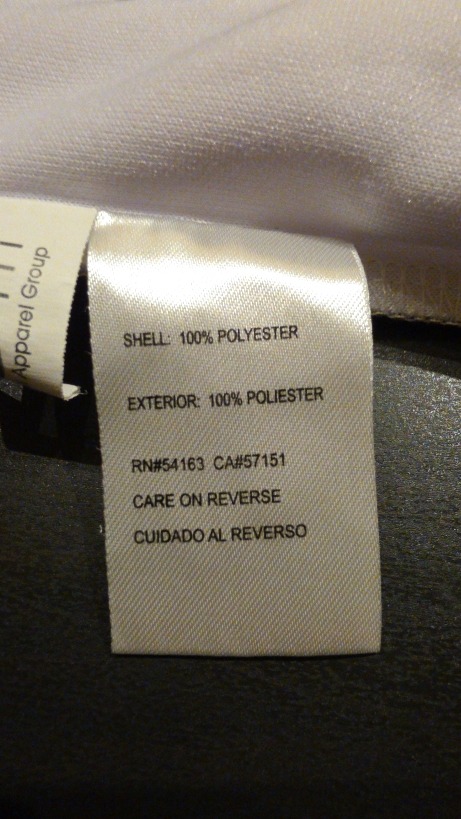 Apparel Group
SHELL: 100% POLYESTER
EXTERIOR: 100% POLIESTER
RN#54163 CA#57151
CARE ON REVERSE
CUIDADO AL REVERSO